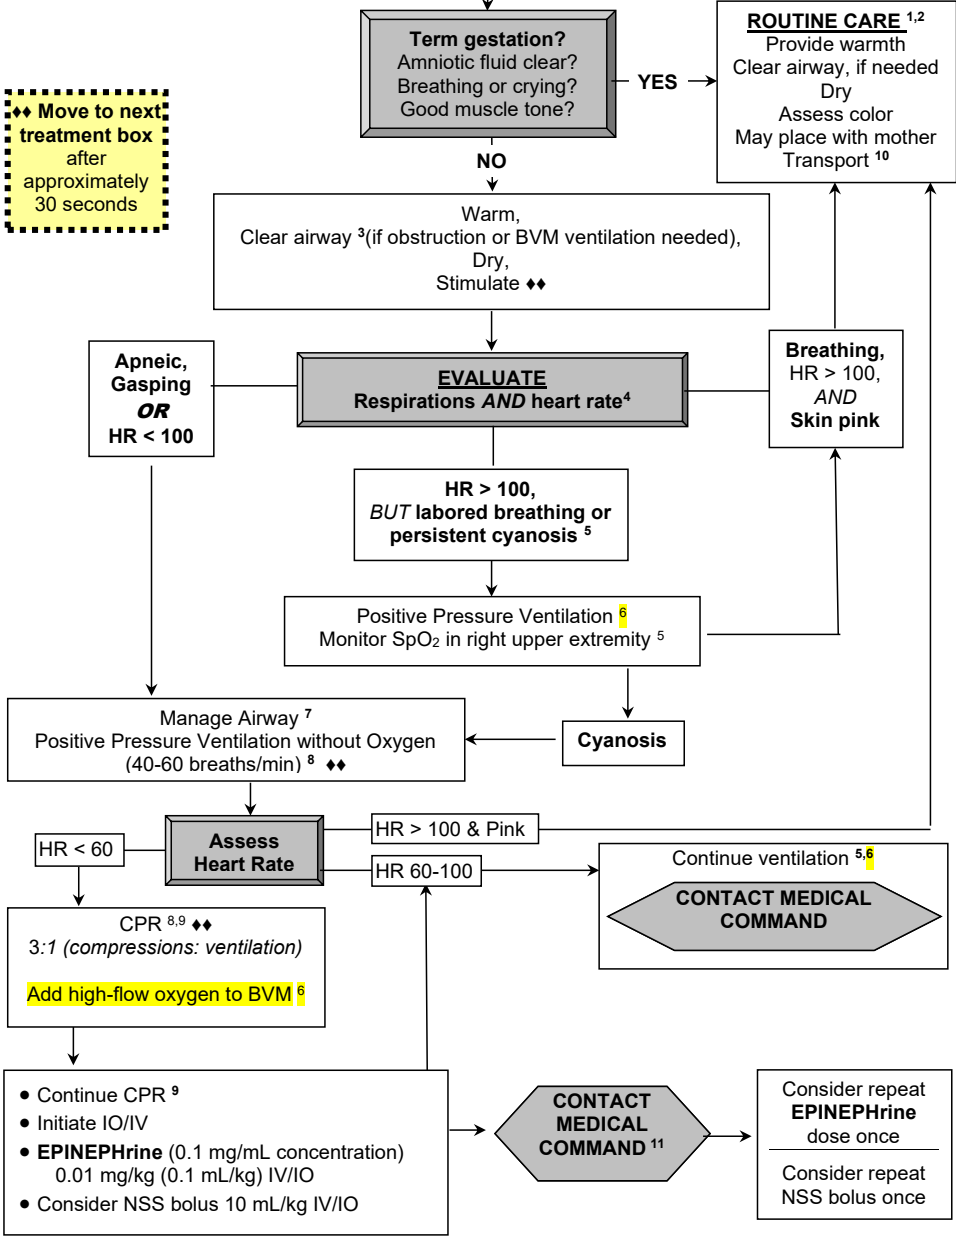 Term gestation?
Amniotic fluid clear?
Breathing or crying?
Good muscle tone?
YES
ROUTINE CARE 1,2
Provide warmth
Clear airway, if needed
Dry
Assess color
May place with mother
Transport 10
♦♦ Move to next
treatment box
after
approximately
30 seconds
NO
Warm,
Clear airway 3(if obstruction or BVM ventilation needed),
Dry,
Stimulate ♦♦
Apneic,
Gasping
OR
HR < 100
EVALUATE
Respirations AND heart rate4
Breathing,
HR > 100,
AND
Skin pink
HR > 100,
BUT labored breathing or
persistent cyanosis 5
Positive Pressure Ventilation 6
Monitor SpO2 in right upper extremity 5
Cyanosis
Manage Airway 7
Positive Pressure Ventilation without Oxygen
(40-60 breaths/min) 8 ♦♦
HR < 60
Assess
Heart Rate
HR > 100 & Pink
HR 60-100
Continue ventilation 5,6
CONTACT MEDICAL
COMMAND
CPR 8,9 ♦♦
3:1 (compressions: ventilation)
Add high-flow oxygen to BVM 6
• Continue CPR 9
• Initiate IO/IV
• EPINEPHrine (0.1 mg/mL concentration)
0.01 mg/kg (0.1 mL/kg) IV/IO
• Consider NSS bolus 10 mL/kg IV/IO
CONTACT
MEDICAL
COMMAND 11
Consider repeat
EPINEPHrine
dose once
Consider repeat
NSS bolus once